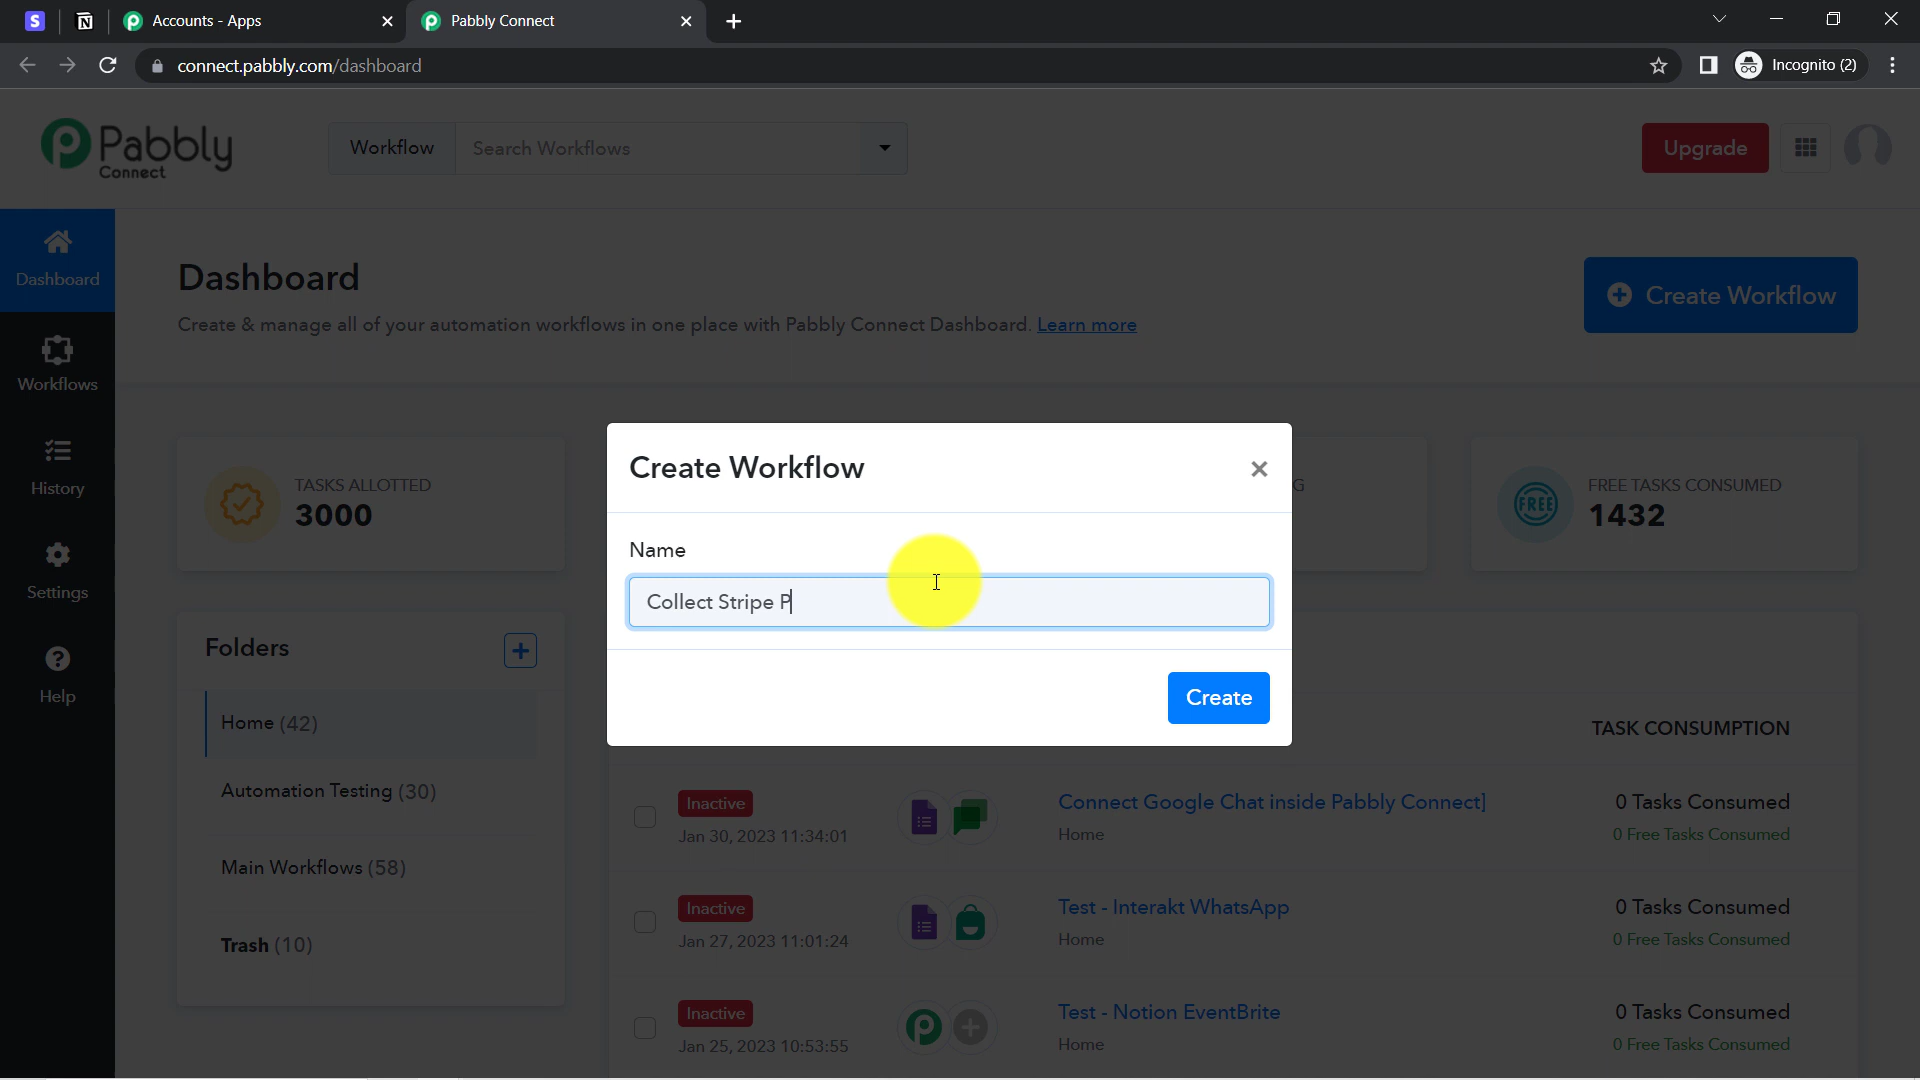 S
Accounts - Apps
Pabbly Connect
connect.pabbly.com/dashboard
Incognito (2)
Pabbly
Connect
Workflow
Search Workflows
Upgrade
Dashboard
Dashboard
Create & manage all of your automation workflows in one place with Pabbly Connect Dashboard. Learn more
Create Workflow
Workflows
History
Settings
Help
TASKS ALLOTTED
3000
G
FREE
FREE TASKS CONSUMED
1432
Create Workflow
×
Name
Collect Stripe P
Create
Folders
+
Home (42)
Automation Testing (30)
Main Workflows (58)
Trash (10)
TASK CONSUMPTION
Inactive
Jan 30, 2023 11:34:01
Connect Google Chat inside Pabbly Connect]
Home
0 Tasks Consumed
0 Free Tasks Consumed
Inactive
Jan 27, 2023 11:01:24
Test - Interakt WhatsApp
Home
0 Tasks Consumed
0 Free Tasks Consumed
Inactive
Jan 25, 2023 10:53:55
Test - Notion EventBrite
Home
0 Tasks Consumed
0 Free Tasks Consumed